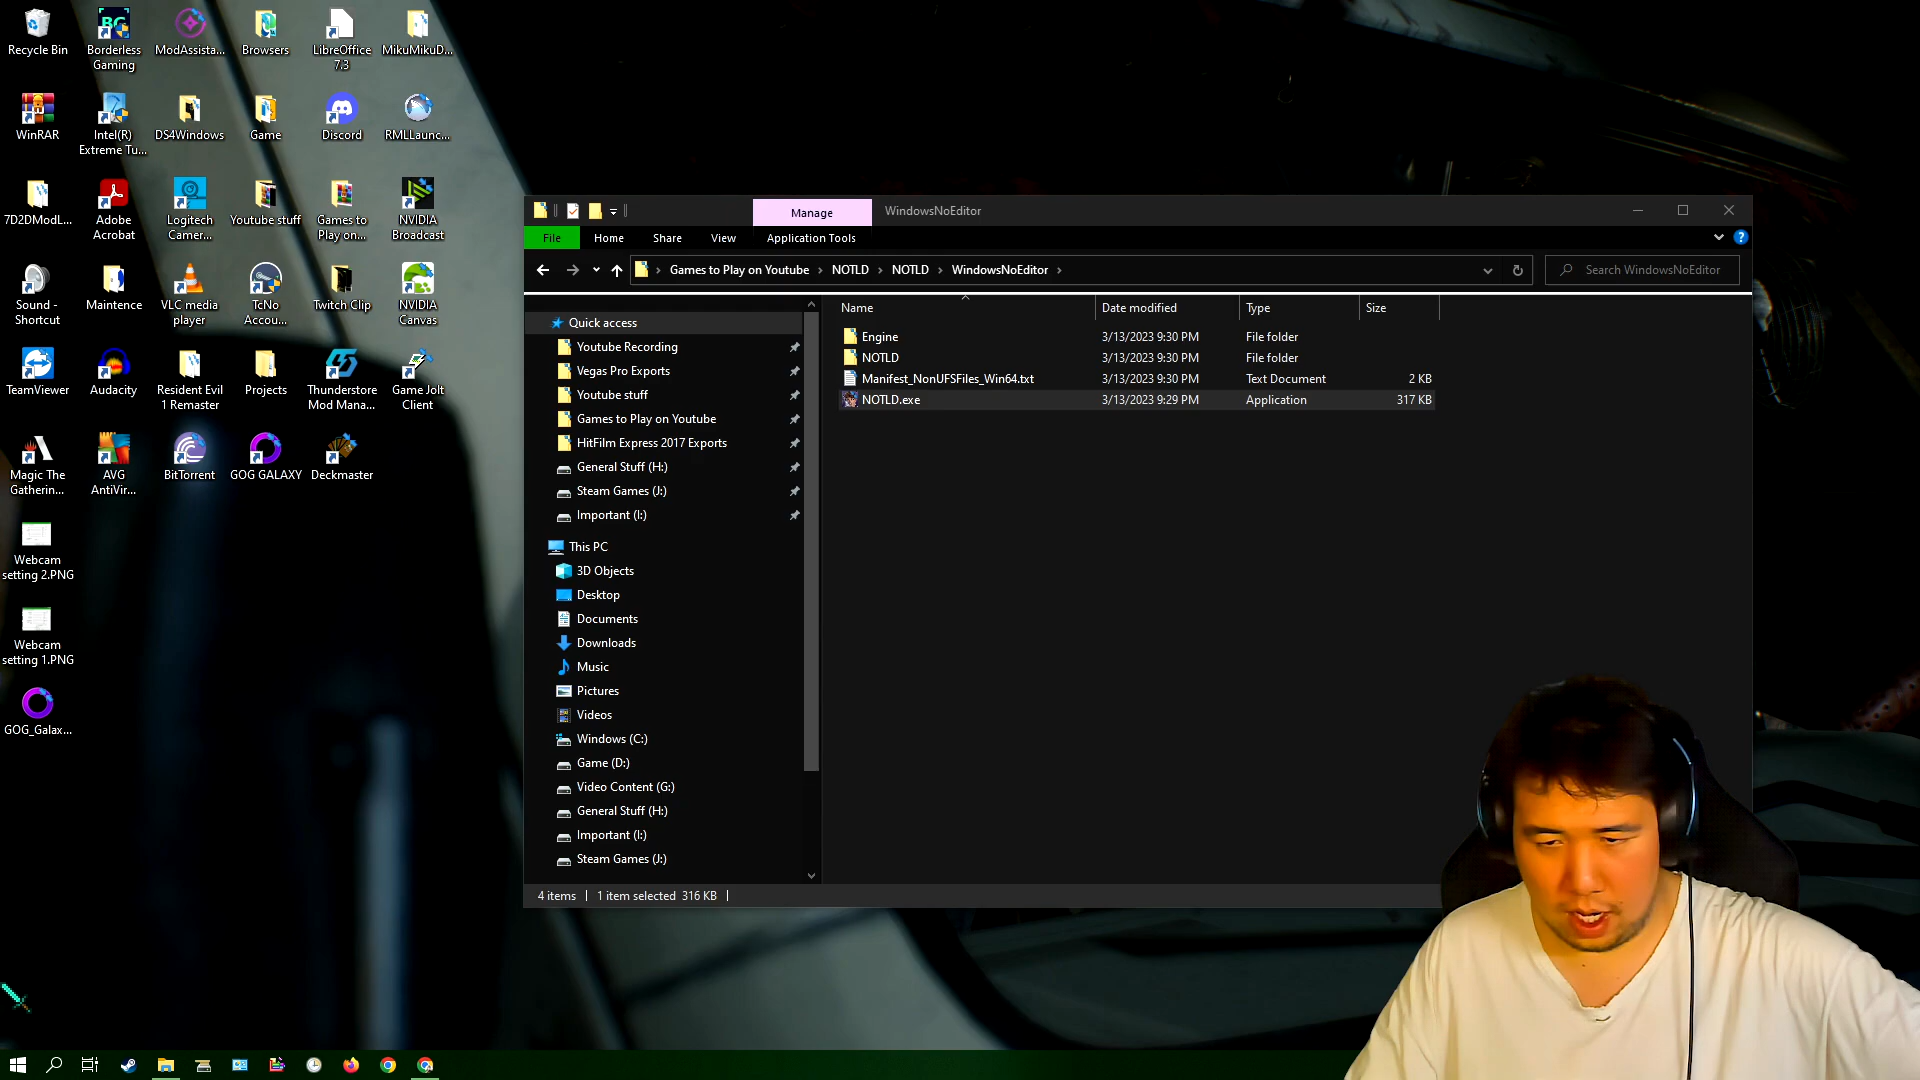 Recycle Bin
Borderless
Gaming
ModAssista...
Browsers
LibreOffice
7.3
MikuMikuD...
WinRAR
Intel(R)
Extreme Tu...
DS4Windows
Game
Discord
RMLLaunc...
7D2DModL...
Adobe
Acrobat
Logitech
Camer...
Youtube stuff
Games to
Play on...
NVIDIA
Broadcast
Sound -
Shortcut
Maintence
VLC media
player
TcNo
Accou...
Twitch Clip
NVIDIA
Canvas
TeamViewer
Audacity
Resident Evil
1 Remaster
Projects
Thunderstore
Mod Mana...
Game Jolt
Client
Magic The
Gatherin...
AVG
AntiVir...
BitTorrent
GOG GALAXY
Deckmaster
Webcam
setting 2.PNG
Webcam
setting 1.PNG
GOG_Galax...
Manage
WindowsNoEditor
File
Home
Share
View
Application Tools
Games to Play on Youtube › NOTLD › NOTLD › WindowsNoEditor ›
Search WindowsNoEditor
Quick access
Youtube Recording
Vegas Pro Exports
Youtube stuff
Games to Play on Youtube
HitFilm Express 2017 Exports
General Stuff (H:)
Steam Games (J:)
Important (I:)
This PC
3D Objects
Desktop
Documents
Downloads
Music
Pictures
Videos
Windows (C:)
Game (D:)
Video Content (G:)
General Stuff (H:)
Important (I:)
Steam Games (J:)
Name Date modified Type Size
Engine 3/13/2023 9:30 PM File folder
NOTLD 3/13/2023 9:30 PM File folder
Manifest_NonUFSFiles_Win64.txt 3/13/2023 9:30 PM Text Document 2 KB
NOTLD.exe 3/13/2023 9:29 PM Application 317 KB
4 items 1 item selected 316 KB